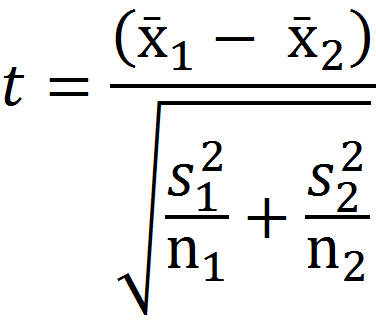 t = (x̄₁ − x̄₂) / √(s₁²/n₁ + s₂²/n₂)